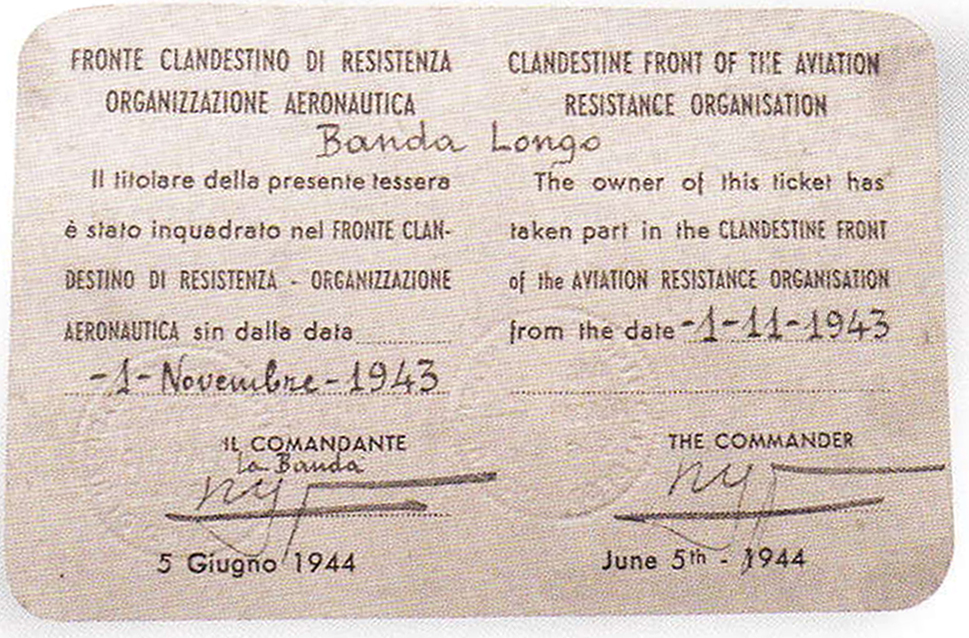 FRONTE CLANDESTINO DI RESISTENZA
ORGANIZZAZIONE AERONAUTICA
CLANDESTINE FRONT OF THE AVIATION
RESISTANCE ORGANISATION
Banda Longo
Il titolare della presente tessera
è stato inquadrato nel FRONTE CLAN-
DESTINO DI RESISTENZA - ORGANIZZAZIONE
AERONAUTICA sin dalla data
-1-Novembre-1943
IL COMANDANTE
la Banda
5 Giugno 1944
The owner of this ticket has
taken part in the CLANDESTINE FRONT
of the AVIATION RESISTANCE ORGANISATION
from the date -1-11-1943
THE COMMANDER
June 5th - 1944